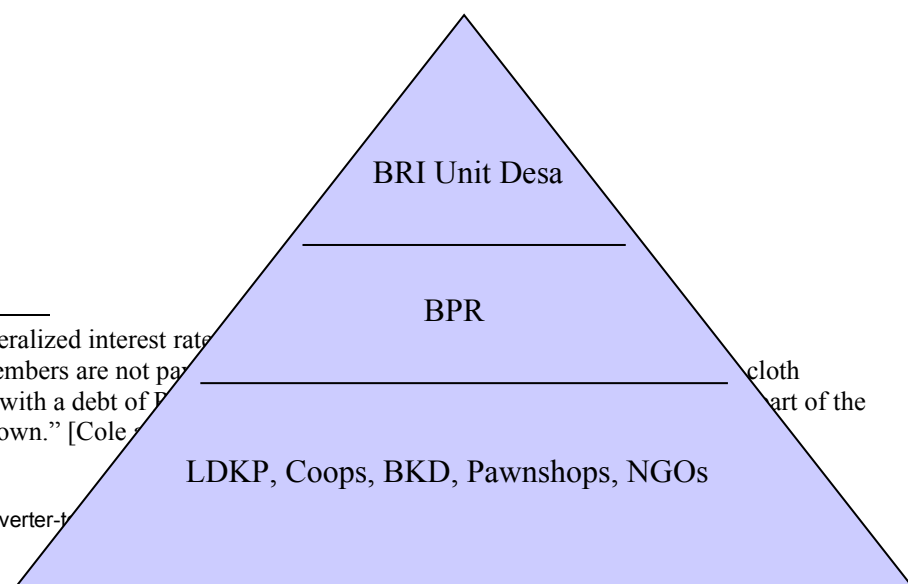 BRI Unit Desa
BPR
eralized interest rate
embers are not cloth
with a debt of art of the
own.” [Cole
LDKP, Coops, BKD, Pawnshops, NGOs
verter-t